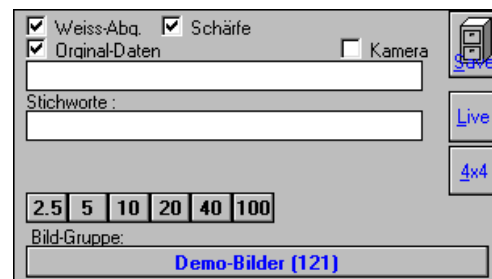 Weiss-Abq. Schärfe
Orginal-Daten Kamera
Save
Stichworte :
Live
4x4
2.5 5 10 20 40 100
Bild-Gruppe:
Demo-Bilder (121)